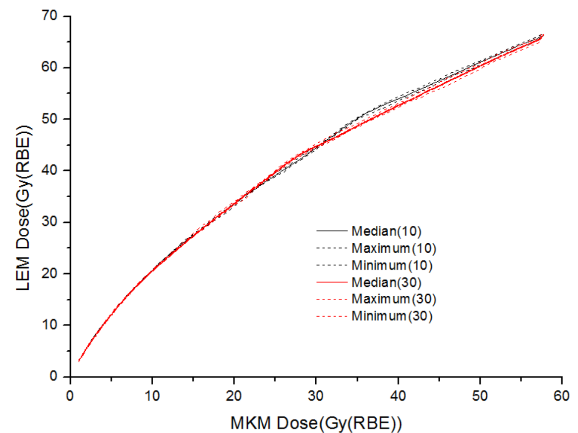 70
60
50
40
30
20
10
0
LEM Dose(Gy(RBE))
Median(10)
Maximum(10)
Minimum(10)
Median(30)
Maximum(30)
Minimum(30)
0 10 20 30 40 50 60
MKM Dose(Gy(RBE))